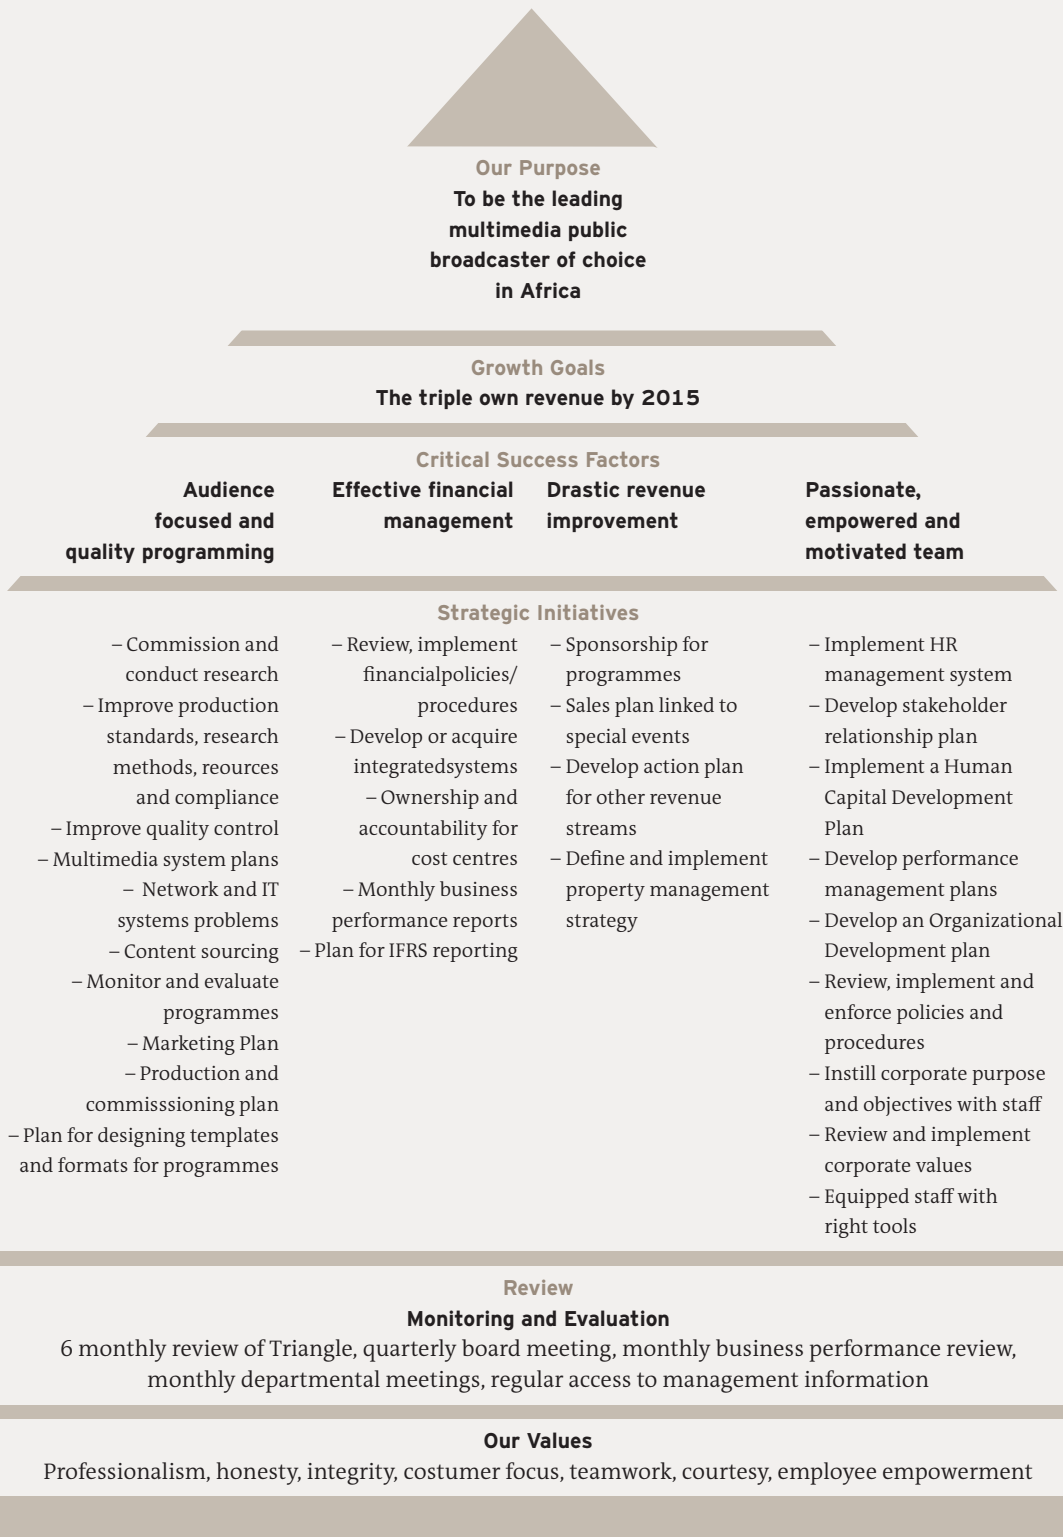 Our Purpose
To be the leading
multimedia public
broadcaster of choice
in Africa
Growth Goals
The triple own revenue by 2015
Critical Success Factors
Audience
focused and
quality programming
Effective financial
management
Drastic revenue
improvement
Passionate,
empowered and
motivated team
Strategic Initiatives
– Commission and
conduct research
– Improve production
standards, research
methods, reources
and compliance
– Improve quality control
– Multimedia system plans
– Network and IT
systems problems
– Content sourcing
– Monitor and evaluate
programmes
– Marketing Plan
– Production and
commisssioning plan
– Plan for designing templates
and formats for programmes
– Review, implement
financialpolicies/
procedures
– Develop or acquire
integratedsystems
– Ownership and
accountability for
cost centres
– Monthly business
performance reports
– Plan for IFRS reporting
– Sponsorship for
programmes
– Sales plan linked to
special events
– Develop action plan
for other revenue
streams
– Define and implement
property management
strategy
– Implement HR
management system
– Develop stakeholder
relationship plan
– Implement a Human
Capital Development
Plan
– Develop performance
management plans
– Develop an Organizational
Development plan
– Review, implement and
enforce policies and
procedures
– Instill corporate purpose
and objectives with staff
– Review and implement
corporate values
– Equipped staff with
right tools
Review
Monitoring and Evaluation
6 monthly review of Triangle, quarterly board meeting, monthly business performance review,
monthly departmental meetings, regular access to management information
Our Values
Professionalism, honesty, integrity, costumer focus, teamwork, courtesy, employee empowerment